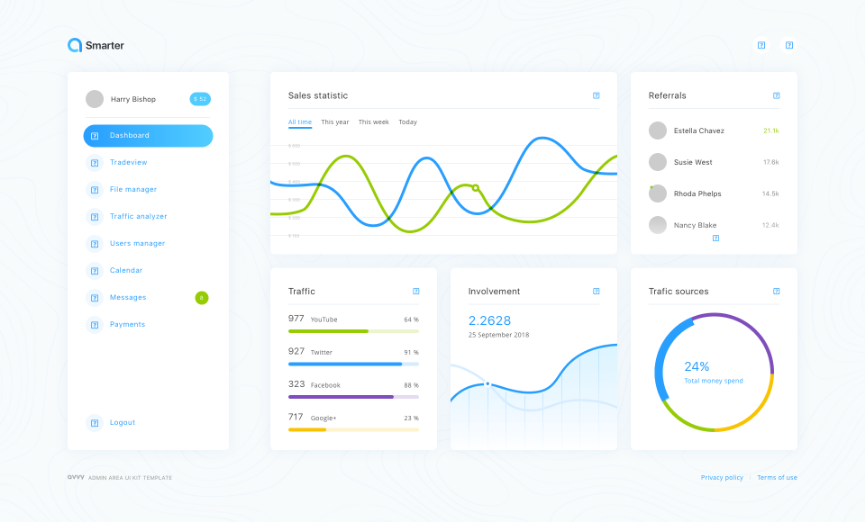 Smarter
Harry Bishop
$ 52
Dashboard
Tradeview
File manager
Traffic analyzer
Users manager
Calendar
Messages
8
Payments
Logout
Sales statistic
All time This year This week Today
Referrals
Estella Chavez 21.1k
Susie West 17.6k
Rhoda Phelps 14.5k
Nancy Blake 12.4k
Traffic
977 YouTube 64 %
927 Twitter 91 %
323 Facebook 88 %
717 Google+ 23 %
Involvement
2.2628
25 September 2018
Trafic sources
24%
Total money spend
ADMIN AREA UI KIT TEMPLATE
Privacy policy Terms of use